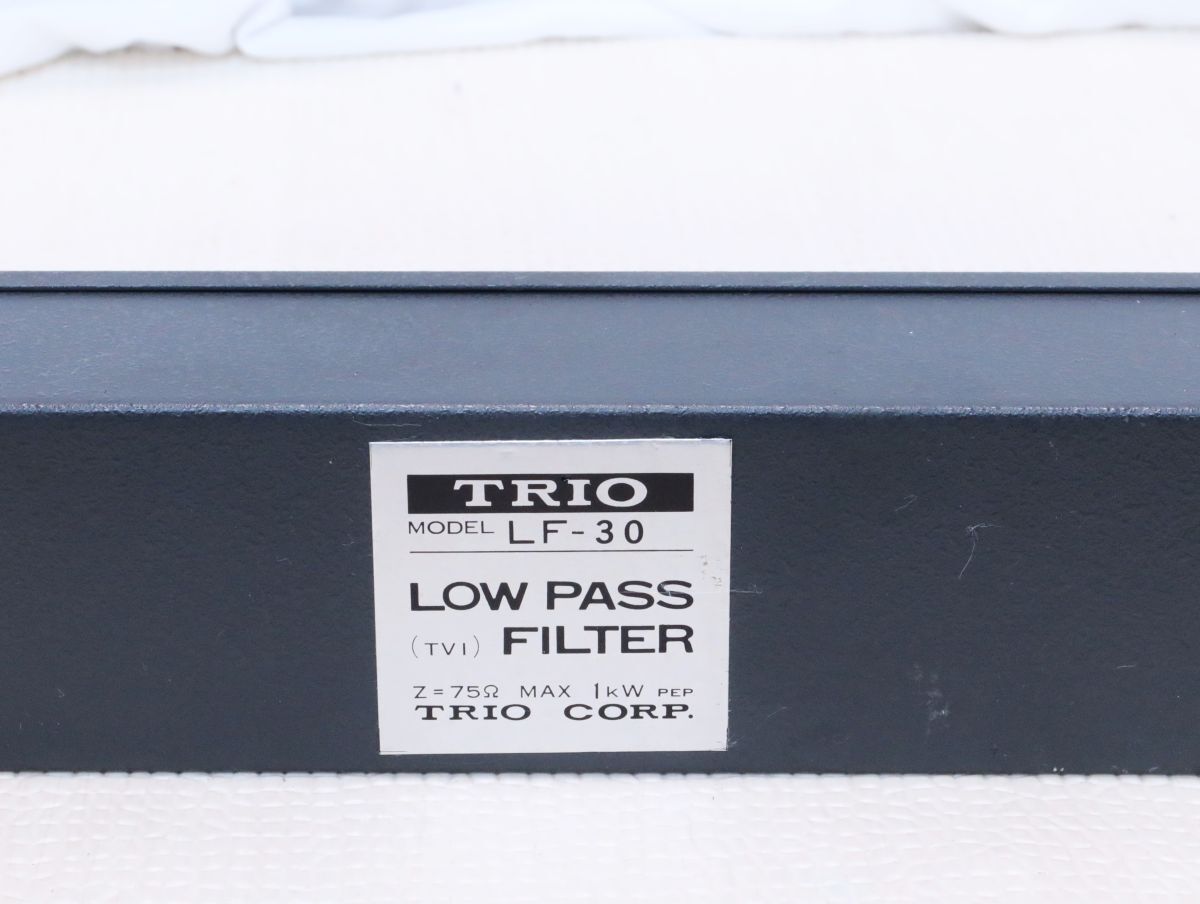 TRIO
MODEL LF-30
LOW PASS
(TVI) FILTER
Z=75Ω MAX 1kW PEP
TRIO CORP.